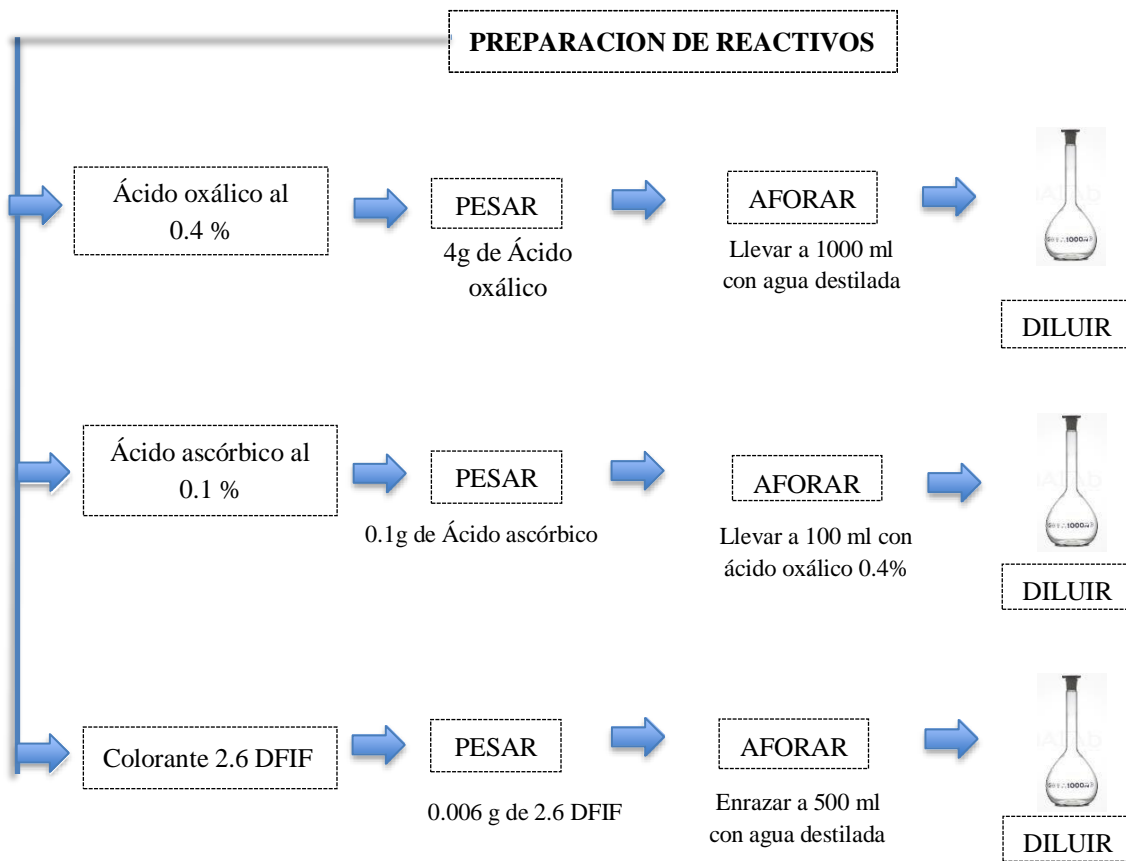 PREPARACION DE REACTIVOS
Ácido oxálico al
0.4 %
PESAR
4g de Ácido
oxálico
AFORAR
Llevar a 1000 ml
con agua destilada
DILUIR
Ácido ascórbico al
0.1 %
PESAR
0.1g de Ácido ascórbico
AFORAR
Llevar a 100 ml con
ácido oxálico 0.4%
DILUIR
Colorante 2.6 DFIF
PESAR
0.006 g de 2.6 DFIF
AFORAR
Enrazar a 500 ml
con agua destilada
DILUIR